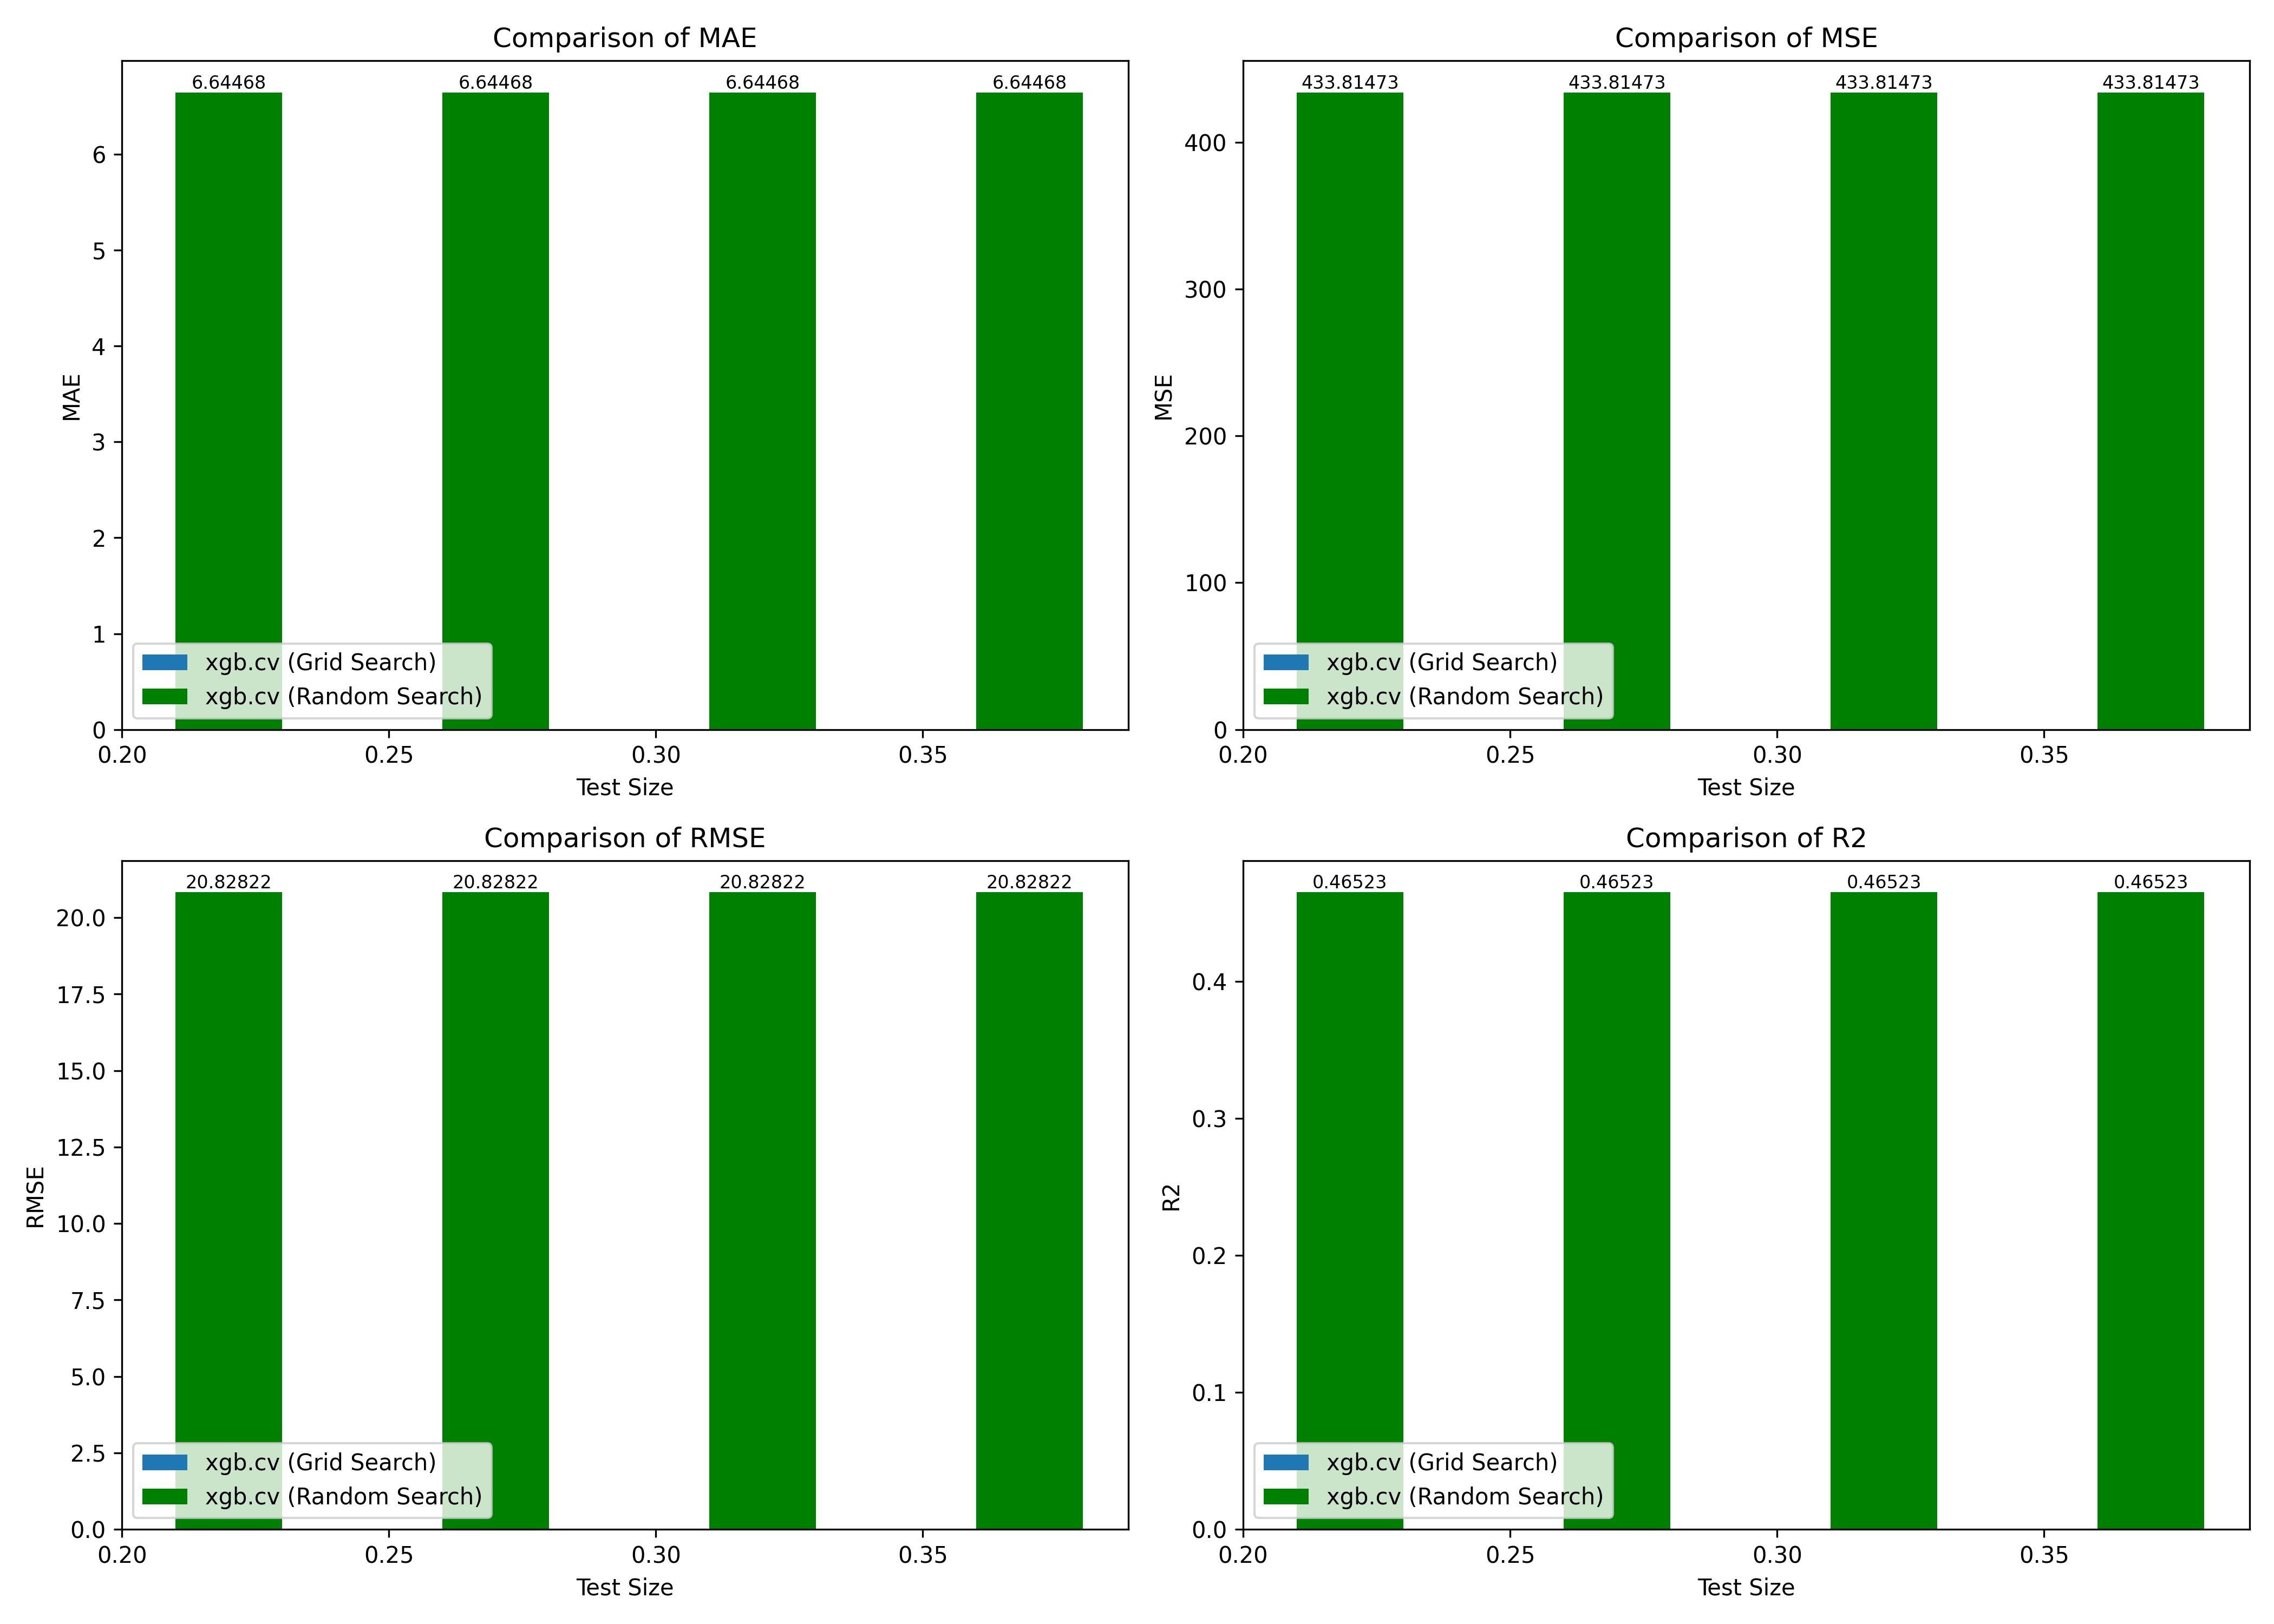 Comparison of MAE
6.64468 6.64468 6.64468 6.64468
6
5
4
3
2
1
0
MAE
xgb.cv (Grid Search)
xgb.cv (Random Search)
0.20 0.25 0.30 0.35
Test Size
Comparison of MSE
433.81473 433.81473 433.81473 433.81473
400
300
200
100
0
MSE
xgb.cv (Grid Search)
xgb.cv (Random Search)
0.20 0.25 0.30 0.35
Test Size
Comparison of RMSE
20.82822 20.82822 20.82822 20.82822
20.0
17.5
15.0
12.5
10.0
7.5
5.0
2.5
0.0
RMSE
xgb.cv (Grid Search)
xgb.cv (Random Search)
0.20 0.25 0.30 0.35
Test Size
Comparison of R2
0.46523 0.46523 0.46523 0.46523
0.4
0.3
0.2
0.1
0.0
R2
xgb.cv (Grid Search)
xgb.cv (Random Search)
0.20 0.25 0.30 0.35
Test Size